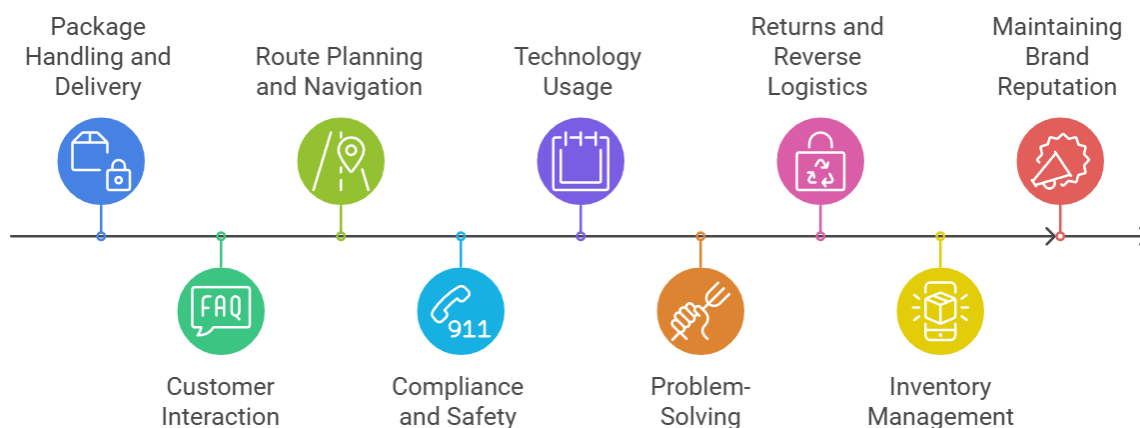 Package
Handling and
Delivery
Route Planning
and Navigation
Technology
Usage
Returns and
Reverse
Logistics
Maintaining
Brand
Reputation
FAQ
911
Customer
Interaction
Compliance
and Safety
Problem-
Solving
Inventory
Management